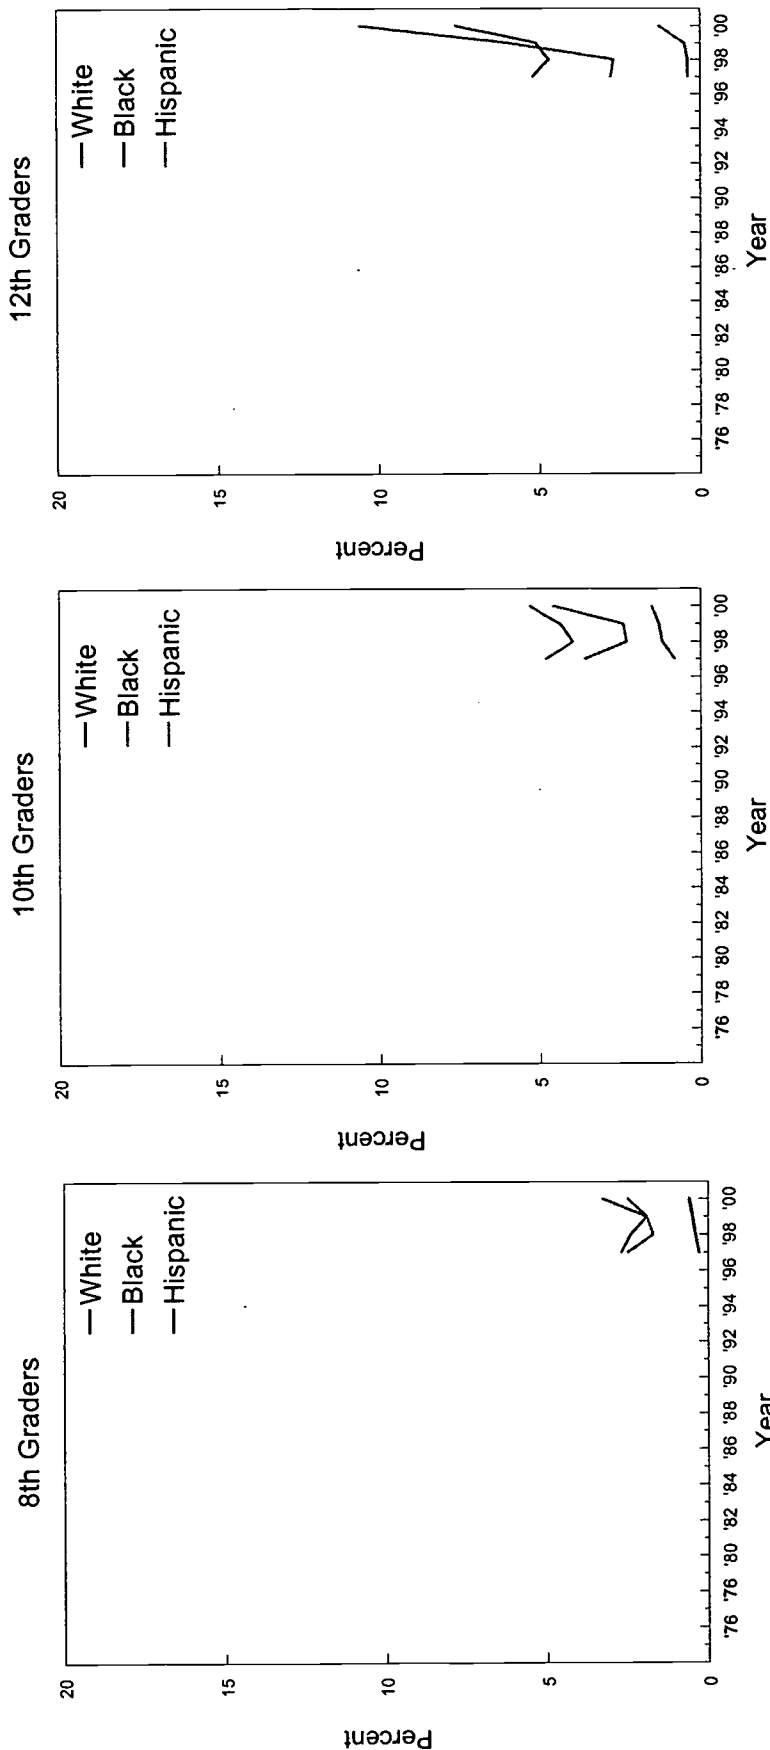 8th Graders
White
Black
Hispanic
Percent
20
15
10
5
0
'76 '78 '80 '82 '84 '86 '88 '90 '92 '94 '96 '98 '00
Year
10th Graders
White
Black
Hispanic
Percent
20
15
10
5
0
'76 '78 '80 '82 '84 '86 '88 '90 '92 '94 '96 '98 '00
Year
12th Graders
White
Black
Hispanic
Percent
20
15
10
5
0
'76 '78 '80 '82 '84 '86 '88 '90 '92 '94 '96 '98 '00
Year